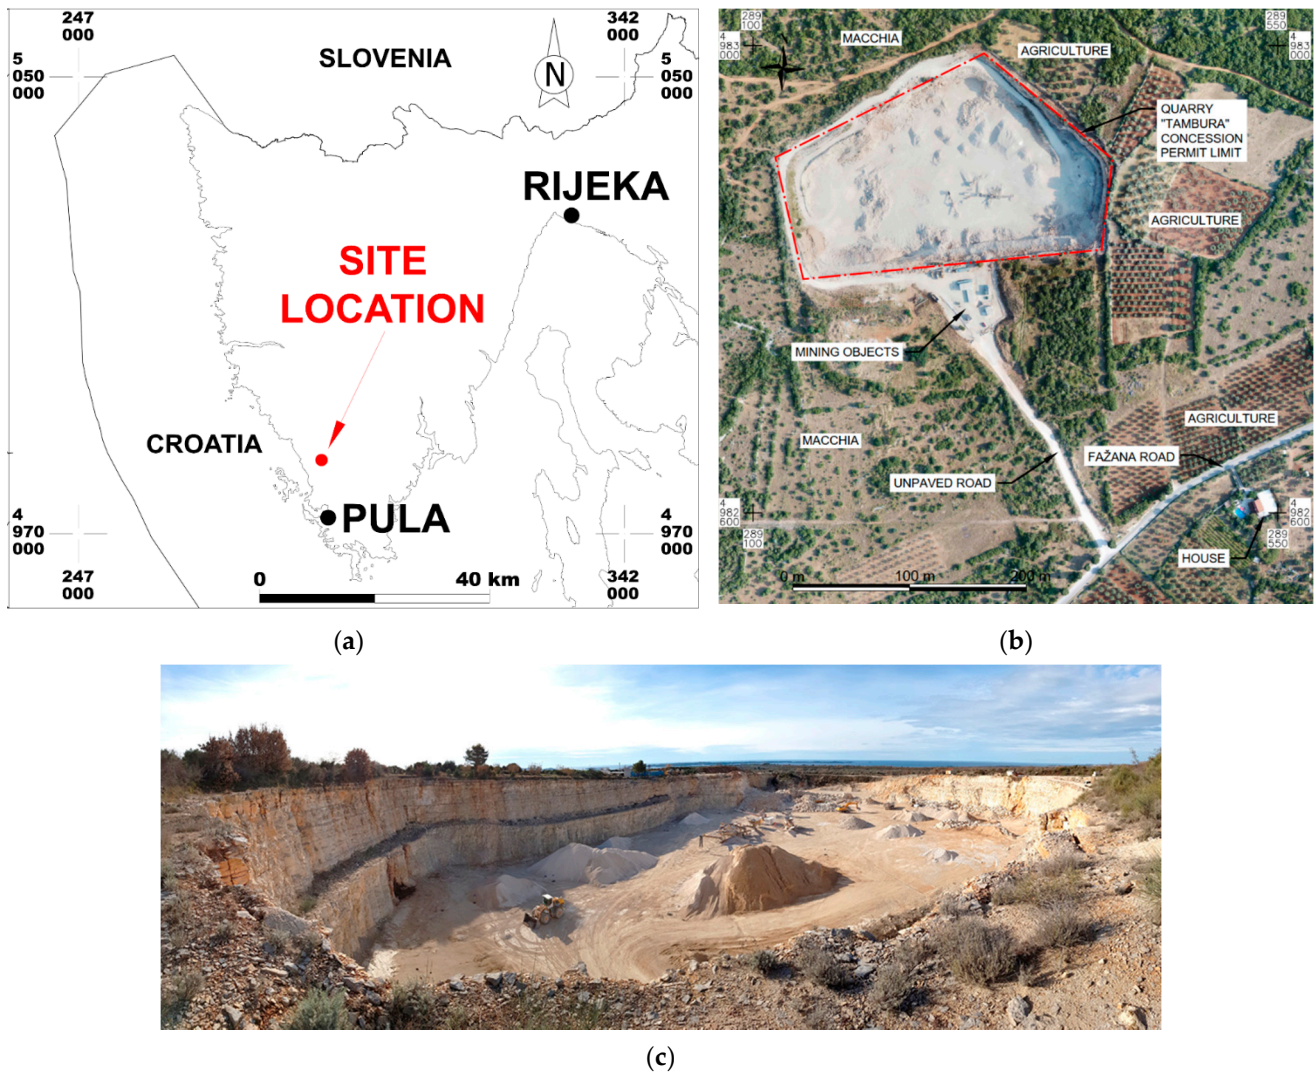 247
000
342
000
SLOVENIA
5
050
000
5
050
000
N
RIJEKA
SITE
LOCATION
CROATIA
PULA
4
970
000
4
970
000
247
000
0
40 km
342
000
(a)
289
100
4
983
000
MACCHIA
AGRICULTURE
289
550
4
983
000
QUARRY
"TAMBURA"
CONCESSION
PERMIT LIMIT
AGRICULTURE
MINING OBJECTS
AGRICULTURE
MACCHIA
FAŽANA ROAD
UNPAVED ROAD
4
982
600
289
100
4
982
600
289
550
HOUSE
0 m
100 m
200 m
(b)
(c)